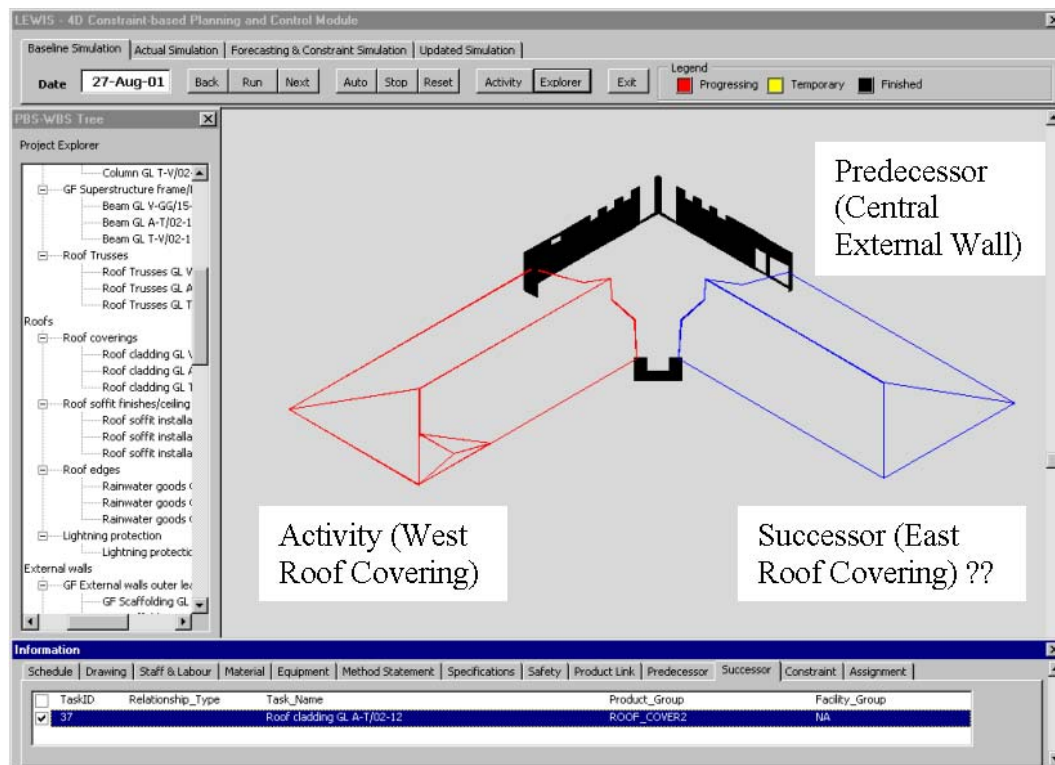 LEWIS - 4D Constraint-based Planning and Control Module
Baseline Simulation Actual Simulation Forecasting & Constraint Simulation Updated Simulation
Date 27-Aug-01 Back Run Next Auto Stop Reset Activity Explorer Exit
Legend
Progressing Temporary Finished
PBS-WBS Tree
Project Explorer
Column GL T-V/02-
GF Superstructure frame/
Beam GL V-GG/15-
Beam GL A-T/02-1
Beam GL T-V/02-1
Roof Trusses
Roof Trusses GL V
Roof Trusses GL A
Roof Trusses GL T
Roofs
Roof coverings
Roof cladding GL V
Roof cladding GL A
Roof cladding GL T
Roof soffit finishes/ceiling
Roof soffit installa
Roof soffit installa
Roof soffit installa
Roof edges
Rainwater goods
Rainwater goods
Rainwater goods
Lightning protection
Lightning protectio
External walls
GF External walls outer lea
GF Scaffolding GL
Predecessor
(Central
External Wall)
Activity (West
Roof Covering)
Successor (East
Roof Covering) ??
Information
Schedule Drawing Staff & Labour Material Equipment Method Statement Specifications Safety Product Link Predecessor Successor Constraint Assignment
TaskID Relationship_Type Task_Name Product_Group Facility_Group
37 Roof cladding GL A-T/02-12 ROOF_COVER2 NA